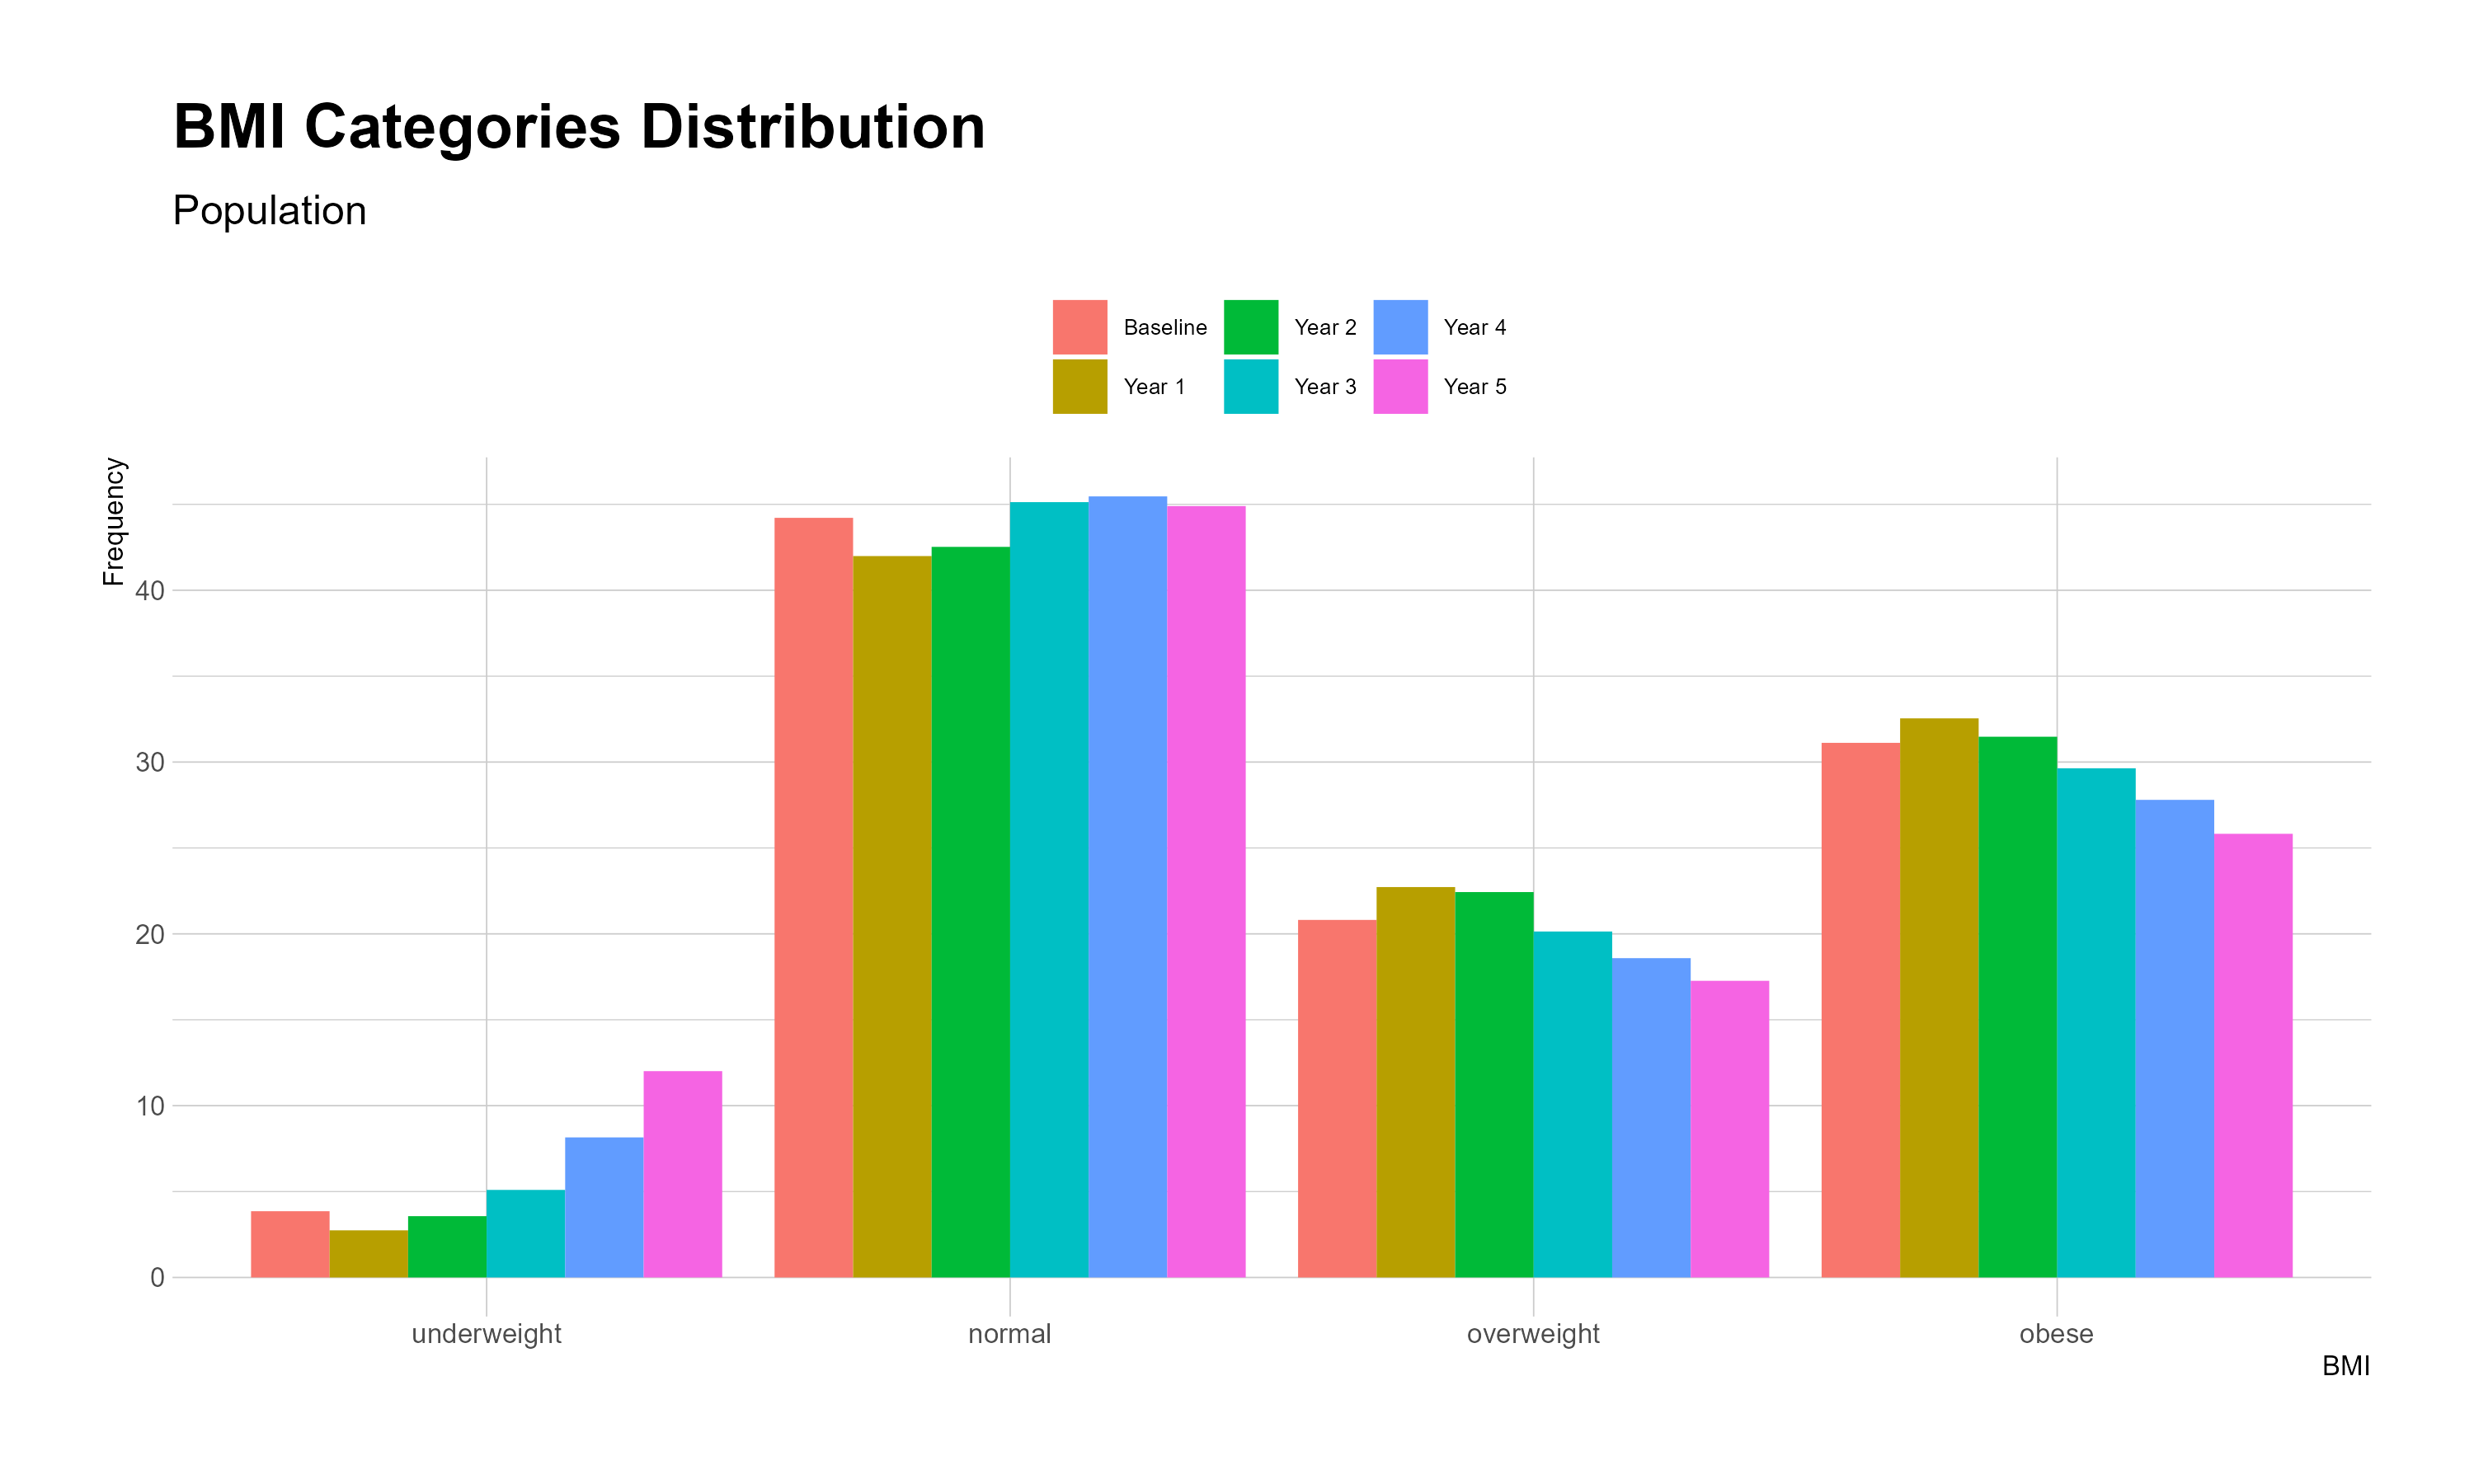 BMI Categories Distribution
Population
Baseline Year 2 Year 4
Year 1 Year 3 Year 5
Frequency
40
30
20
10
0
underweight normal overweight obese
BMI